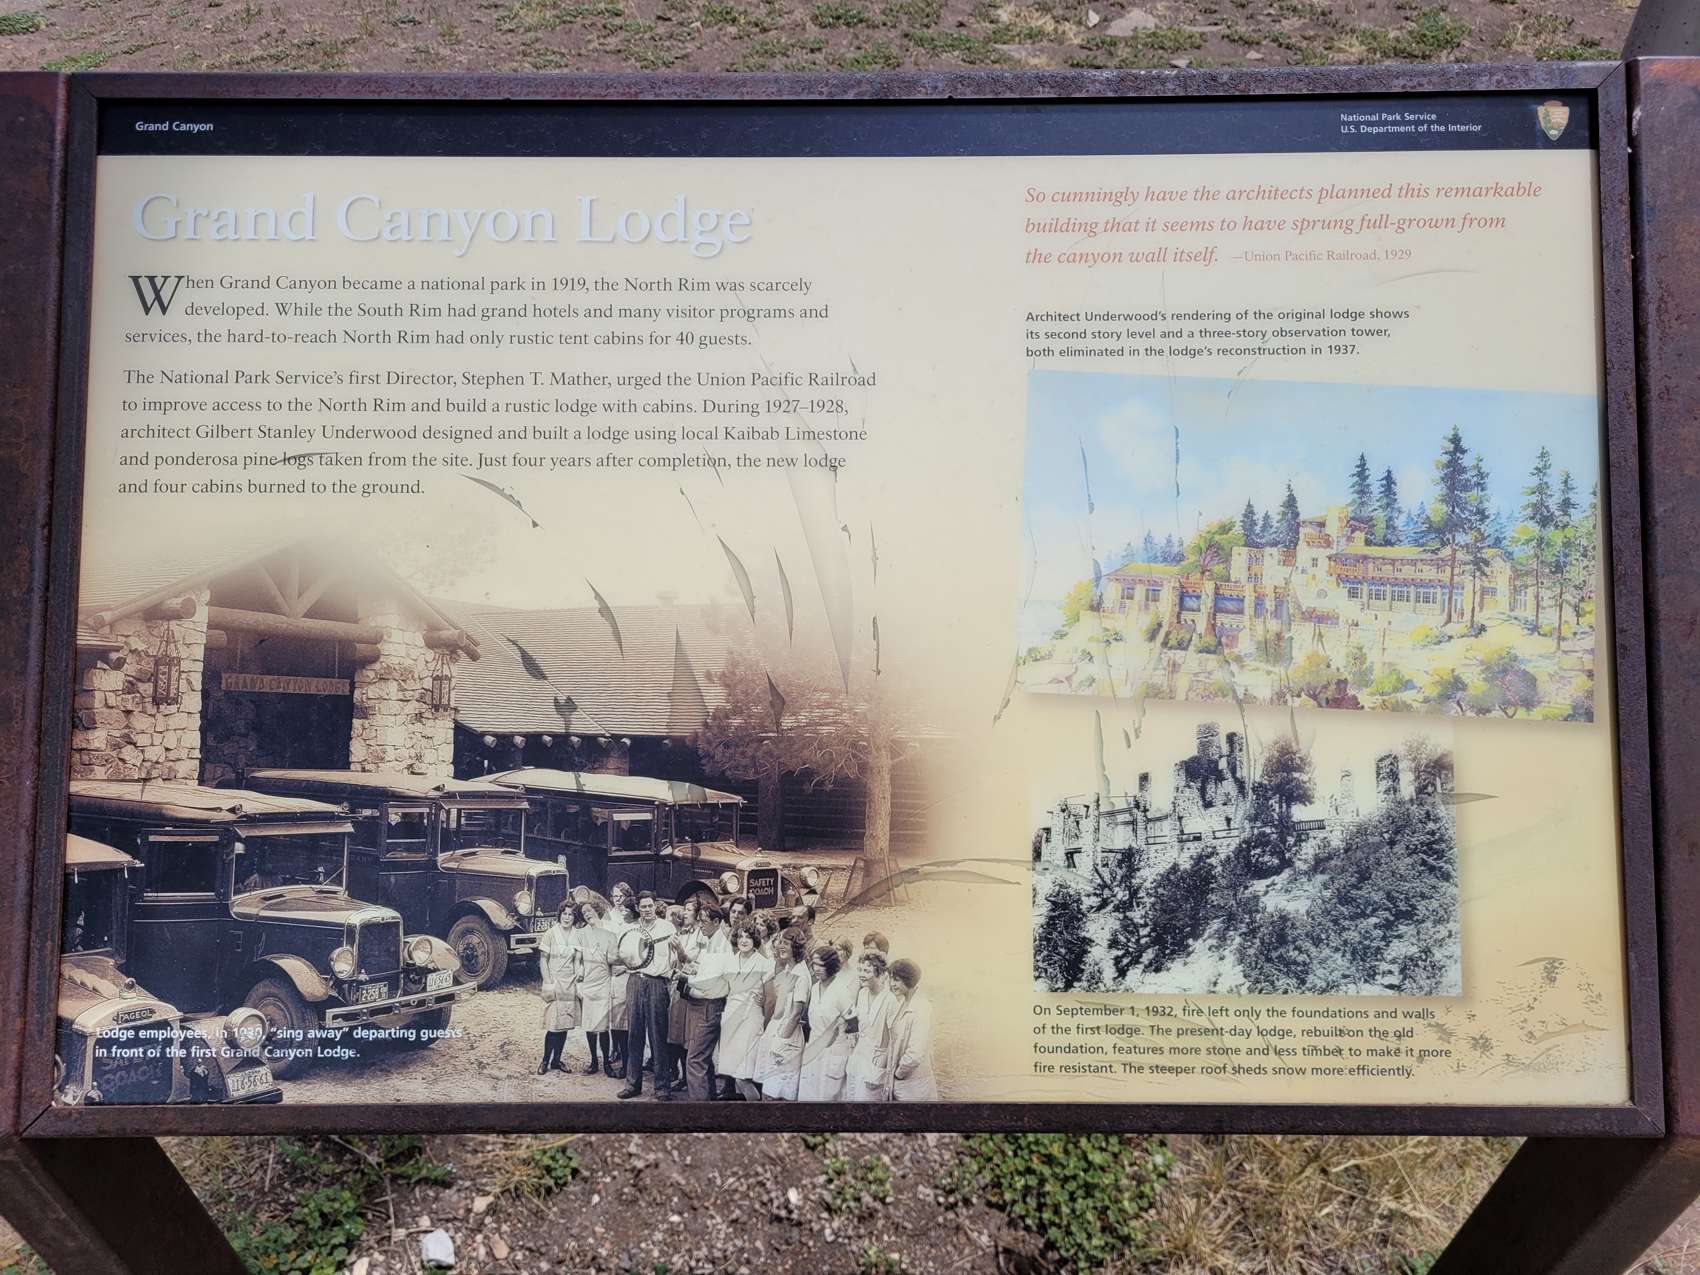 Grand Canyon
National Park Service
U.S. Department of the Interior
Grand Canyon Lodge
When Grand Canyon became a national park in 1919, the North Rim was scarcely
developed. While the South Rim had grand hotels and many visitor programs and
services, the hard-to-reach North Rim had only rustic tent cabins for 40 guests.
The National Park Service's first Director, Stephen T. Mather, urged the Union Pacific Railroad
to improve access to the North Rim and build a rustic lodge with cabins. During 1927–1928,
architect Gilbert Stanley Underwood designed and built a lodge using local Kaibab Limestone
and ponderosa pine logs taken from the site. Just four years after completion, the new lodge
and four cabins burned to the ground.
GRAND CANYON LODGE
SAFETY
COACH
2-258
FAGEOL
COACH
Lodge employees, in 1930, "sing away" departing guests
in front of the first Grand Canyon Lodge.
So cunningly have the architects planned this remarkable
building that it seems to have sprung full-grown from
the canyon wall itself. —Union Pacific Railroad, 1929
Architect Underwood's rendering of the original lodge shows
its second story level and a three-story observation tower,
both eliminated in the lodge's reconstruction in 1937.
On September 1, 1932, fire left only the foundations and walls
of the first lodge. The present-day lodge, rebuilt on the old
foundation, features more stone and less timber to make it more
fire resistant. The steeper roof sheds snow more efficiently.